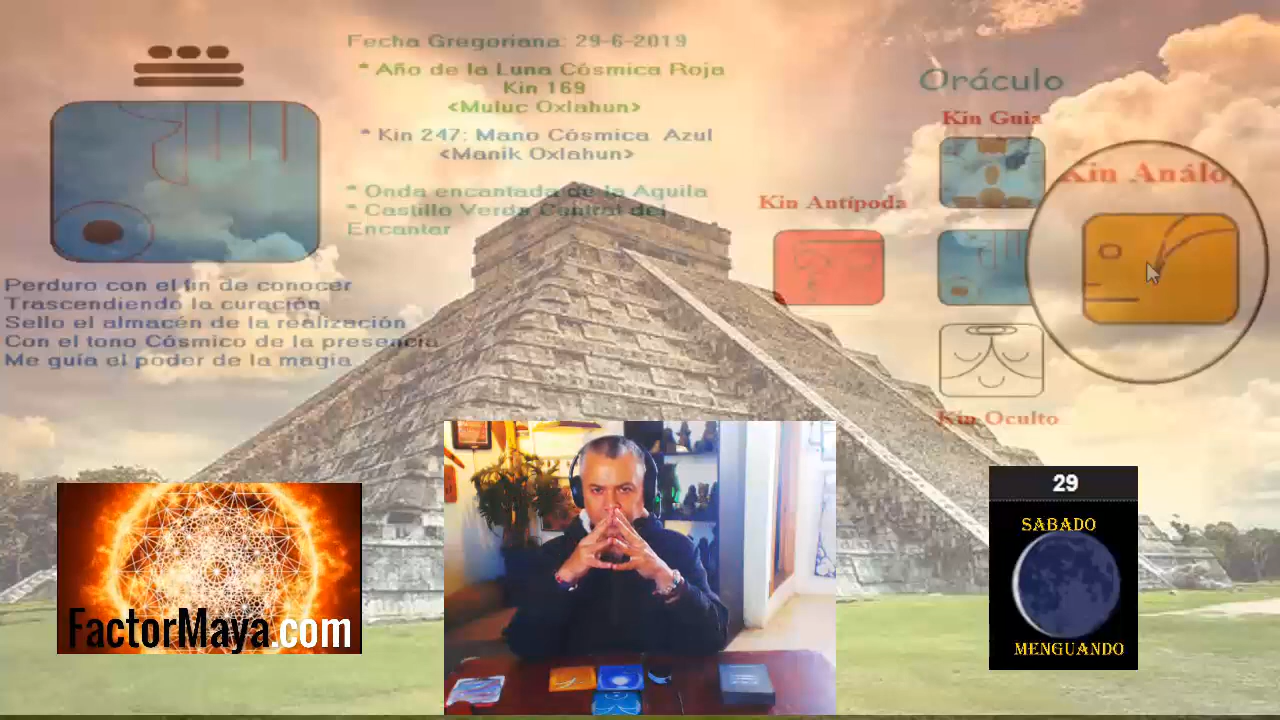 Fecha Gregoriana: 29-6-2019
* Año de la Luna Cósmica Roja
Kin 169
<Muluc Oxlahun>
* Kin 247: Mano Cósmica Azul
<Manik Oxlahun>
* Onda encantada de la Aguila
* Castillo Verde Central del
Encantar
Perduro con el fin de conocer
Trascendiendo la curación
Sello el almacén de la realización
Con el tono Cósmico de la presencia
Me guía el poder de la magia
Oráculo
Kin Guia
Kin Análo
Kin Antípoda
Kin Oculto
FactorMaya.com
29
SABADO
MENGUANDO